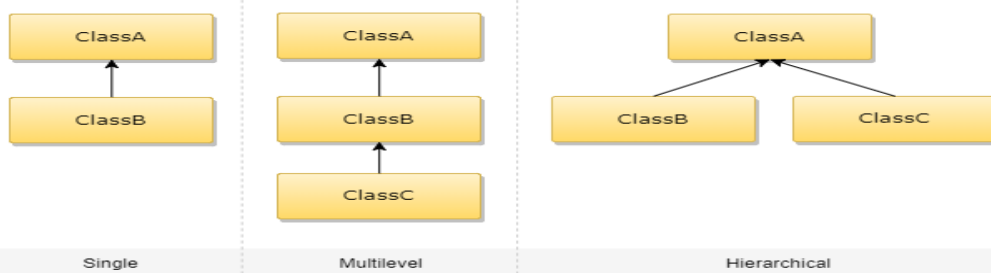 ClassA
ClassB
Single
ClassA
ClassB
ClassC
Multilevel
ClassA
ClassB
ClassC
Hierarchical